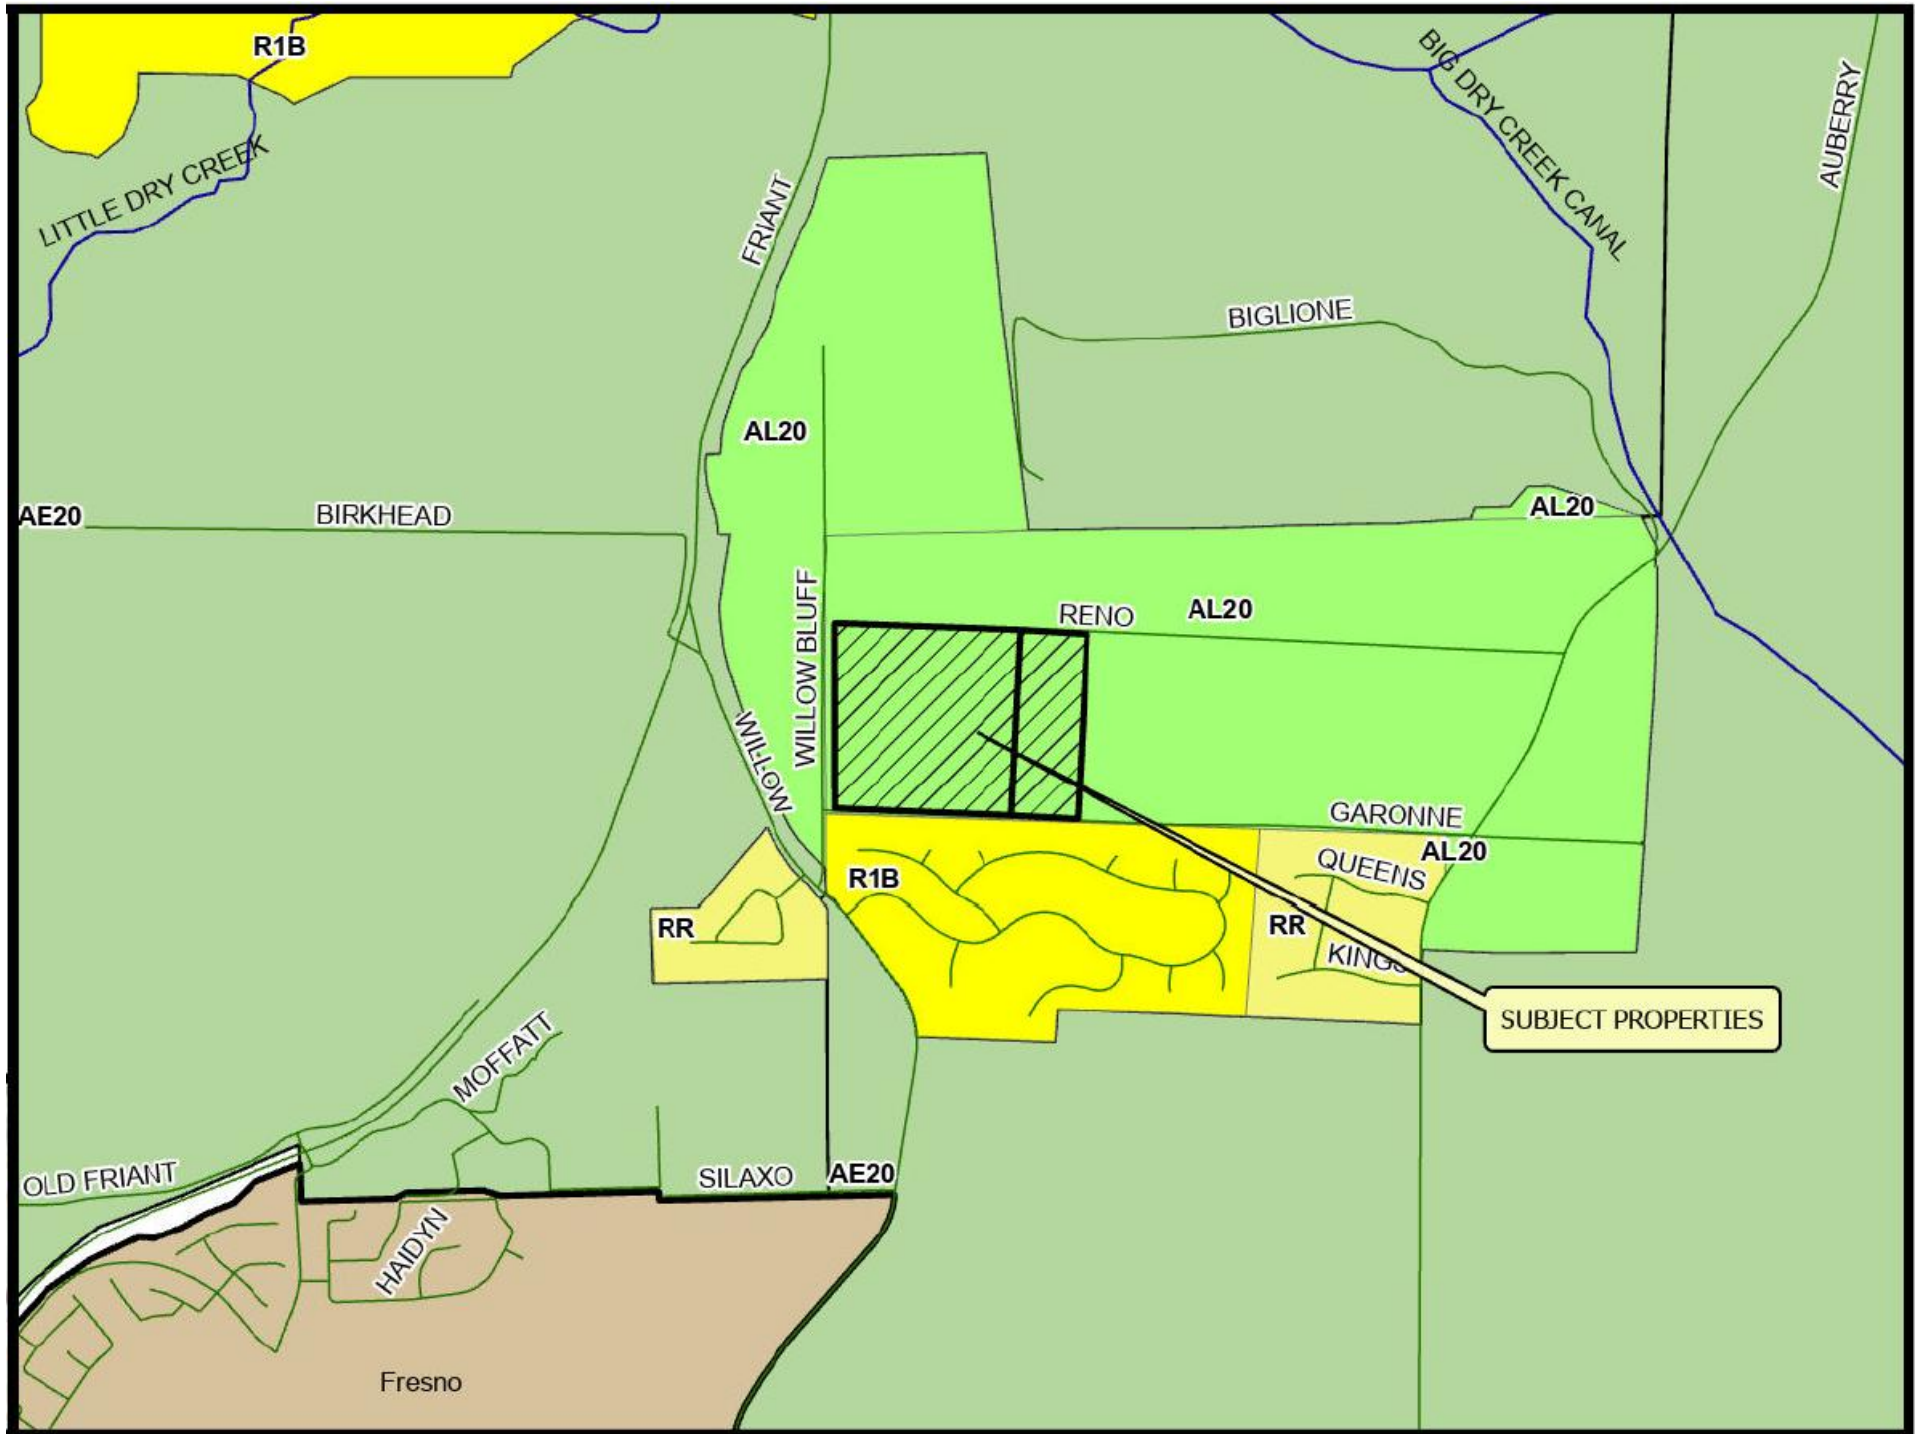 R1B
BIG DRY CREEK CANAL
AUBERRY
LITTLE DRY CREEK
FRIANT
BIGLIONE
AL20
AL20
AE20
BIRKHEAD
RENO
AL20
WILLOW BLUFF
WILLOW
GARONNE
AL20
QUEENS
R1B
RR
RR
KINGS
SUBJECT PROPERTIES
MOFFATT
OLD FRIANT
SILAXO
AE20
HAIDYN
Fresno